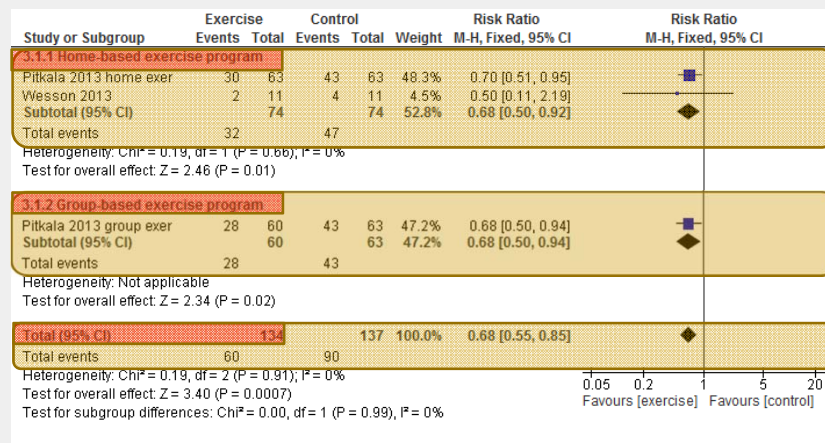 Exercise Control Risk Ratio Risk Ratio
Study or Subgroup Events Total Events Total Weight M-H, Fixed, 95% CI M-H, Fixed, 95% CI
3.1.1 Home-based exercise program
Pitkala 2013 home exer 30 63 43 63 48.3% 0.70 [0.51, 0.95]
Wesson 2013 2 11 4 11 4.5% 0.50 [0.11, 2.19]
Subtotal (95% CI) 74 74 52.8% 0.68 [0.50, 0.92]
Total events 32 47
Heterogeneity: Chi² = 0.19, df = 1 (P = 0.66); I² = 0%
Test for overall effect: Z = 2.46 (P = 0.01)
3.1.2 Group-based exercise program
Pitkala 2013 group exer 28 60 43 63 47.2% 0.68 [0.50, 0.94]
Subtotal (95% CI) 60 63 47.2% 0.68 [0.50, 0.94]
Total events 28 43
Heterogeneity: Not applicable
Test for overall effect: Z = 2.34 (P = 0.02)
Total (95% CI) 134 137 100.0% 0.68 [0.55, 0.85]
Total events 60 90
Heterogeneity: Chi² = 0.19, df = 2 (P = 0.91); I² = 0%
Test for overall effect: Z = 3.40 (P = 0.0007)
Test for subgroup differences: Chi² = 0.00, df = 1 (P = 0.99), I² = 0%
0.05 0.2 1 5 20
Favours [exercise] Favours [control]